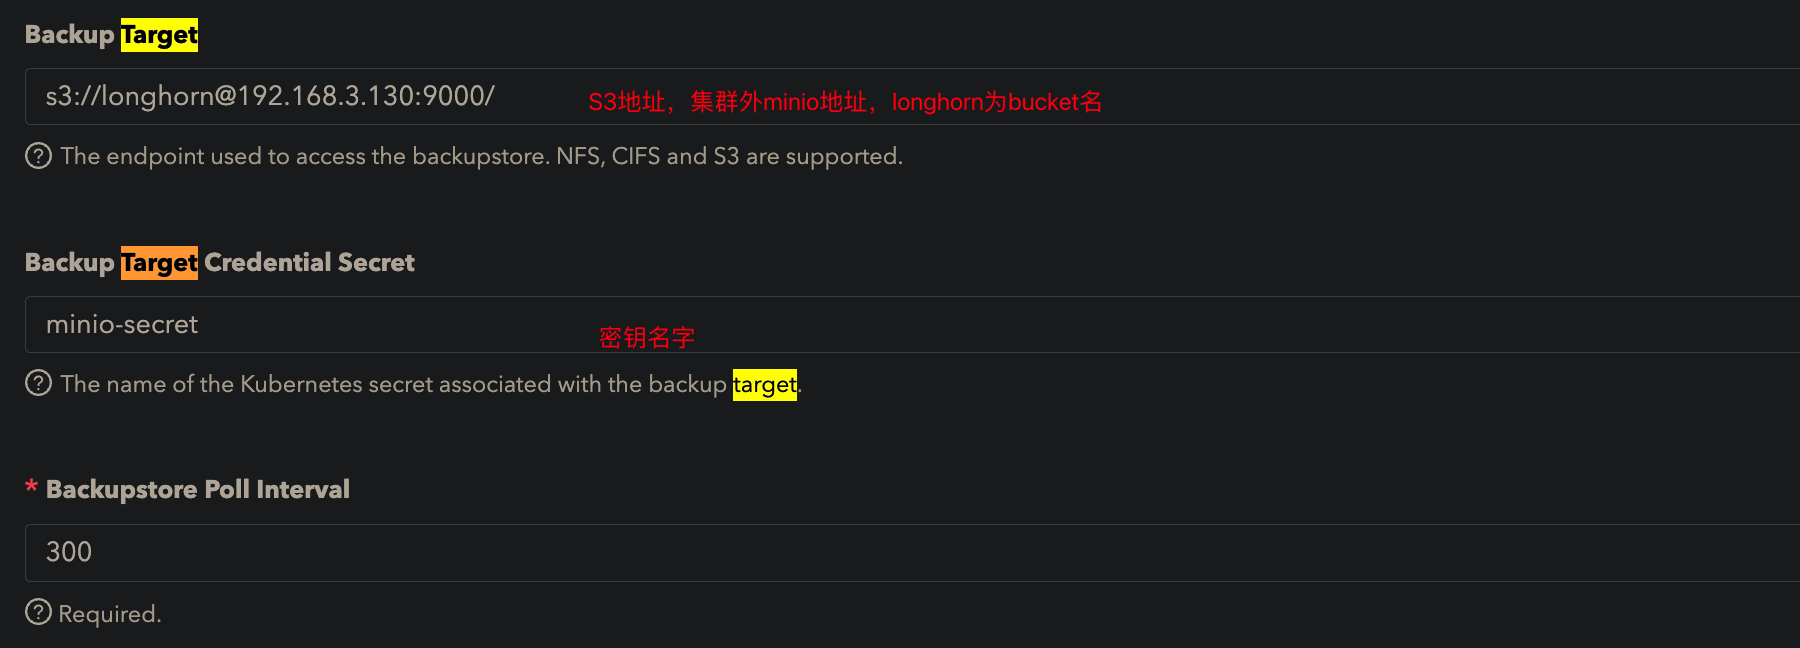 Backup Target
s3://longhorn@192.168.3.130:9000/ S3地址，集群外minio地址，longhorn为bucket名
The endpoint used to access the backupstore. NFS, CIFS and S3 are supported.
Backup Target Credential Secret
minio-secret 密钥名字
The name of the Kubernetes secret associated with the backup target.
* Backupstore Poll Interval
300
Required.